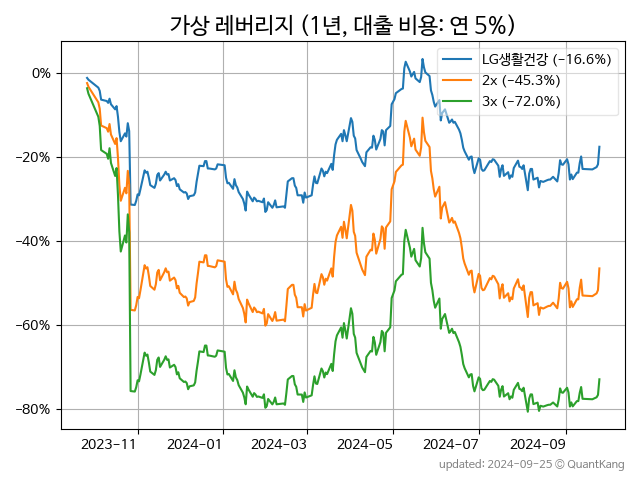 가상 레버리지 (1년, 대출 비용: 연 5%)
LG생활건강 (−16.6%)
2x (−45.3%)
3x (−72.0%)
0%
−20%
−40%
−60%
−80%
2023-11 2024-01 2024-03 2024-05 2024-07 2024-09
updated: 2024-09-25 © QuantKang